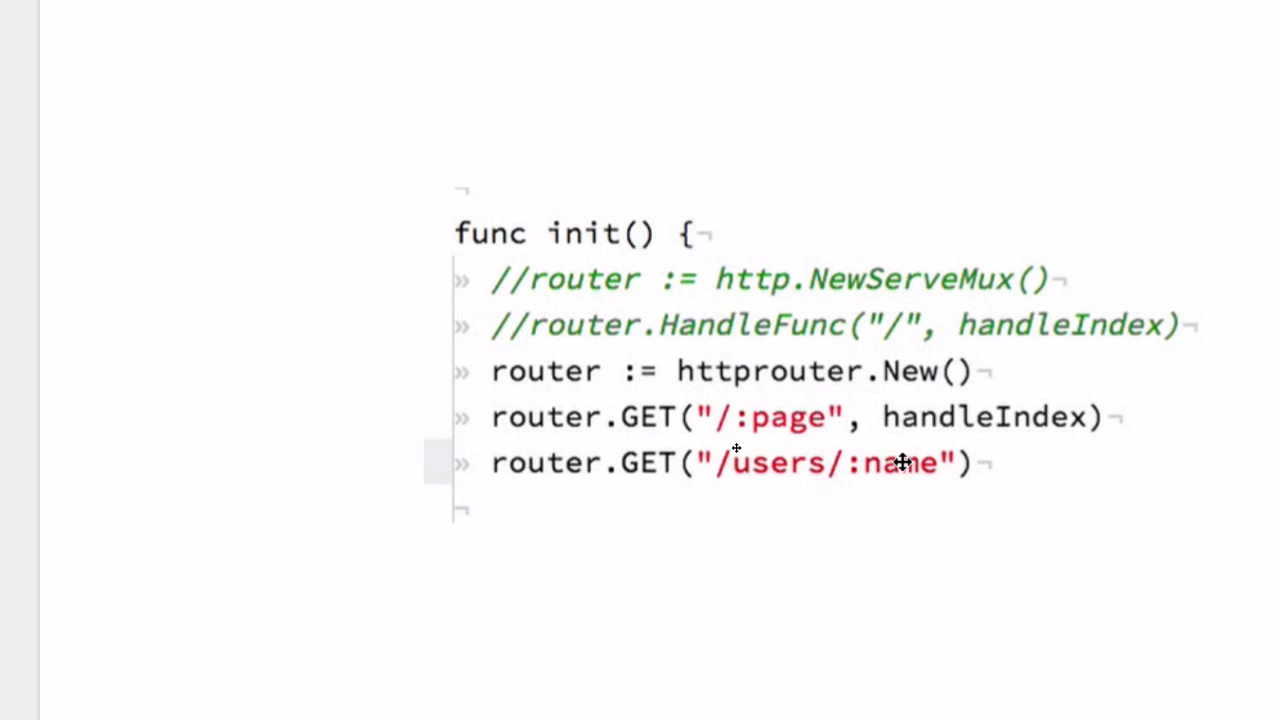 func init() {
//router := http.NewServeMux()
//router.HandleFunc("/", handleIndex)
router := httprouter.New()
router.GET("/:page", handleIndex)
router.GET("/users/:name")